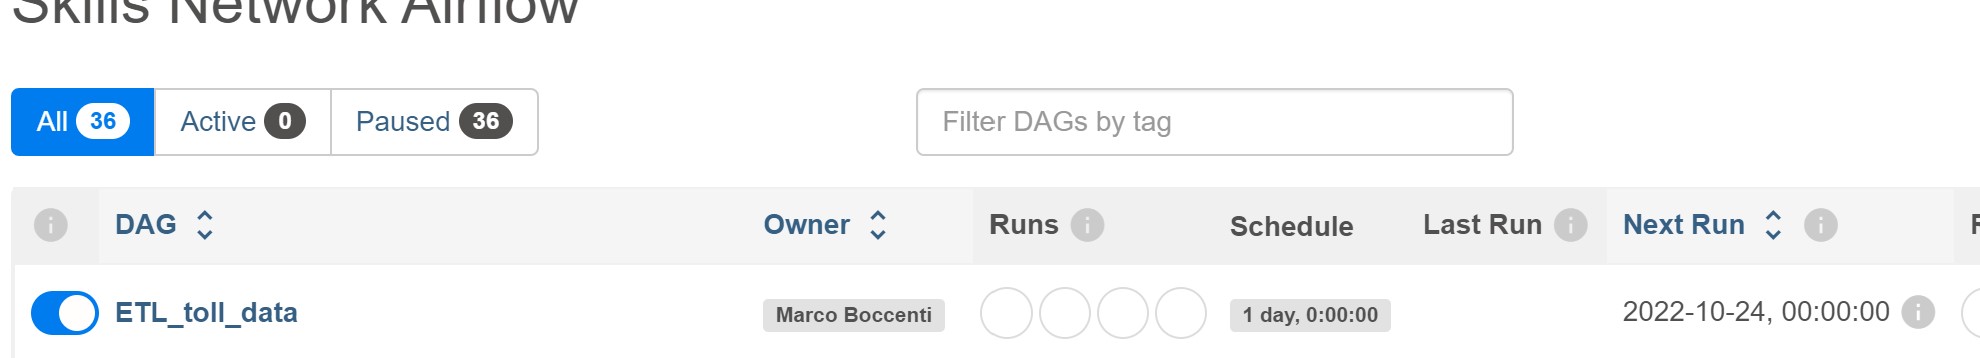 Skills Network Airflow
All 36 Active 0 Paused 36 Filter DAGs by tag
DAG Owner Runs Schedule Last Run Next Run
ETL_toll_data Marco Boccenti 1 day, 0:00:00 2022-10-24, 00:00:00